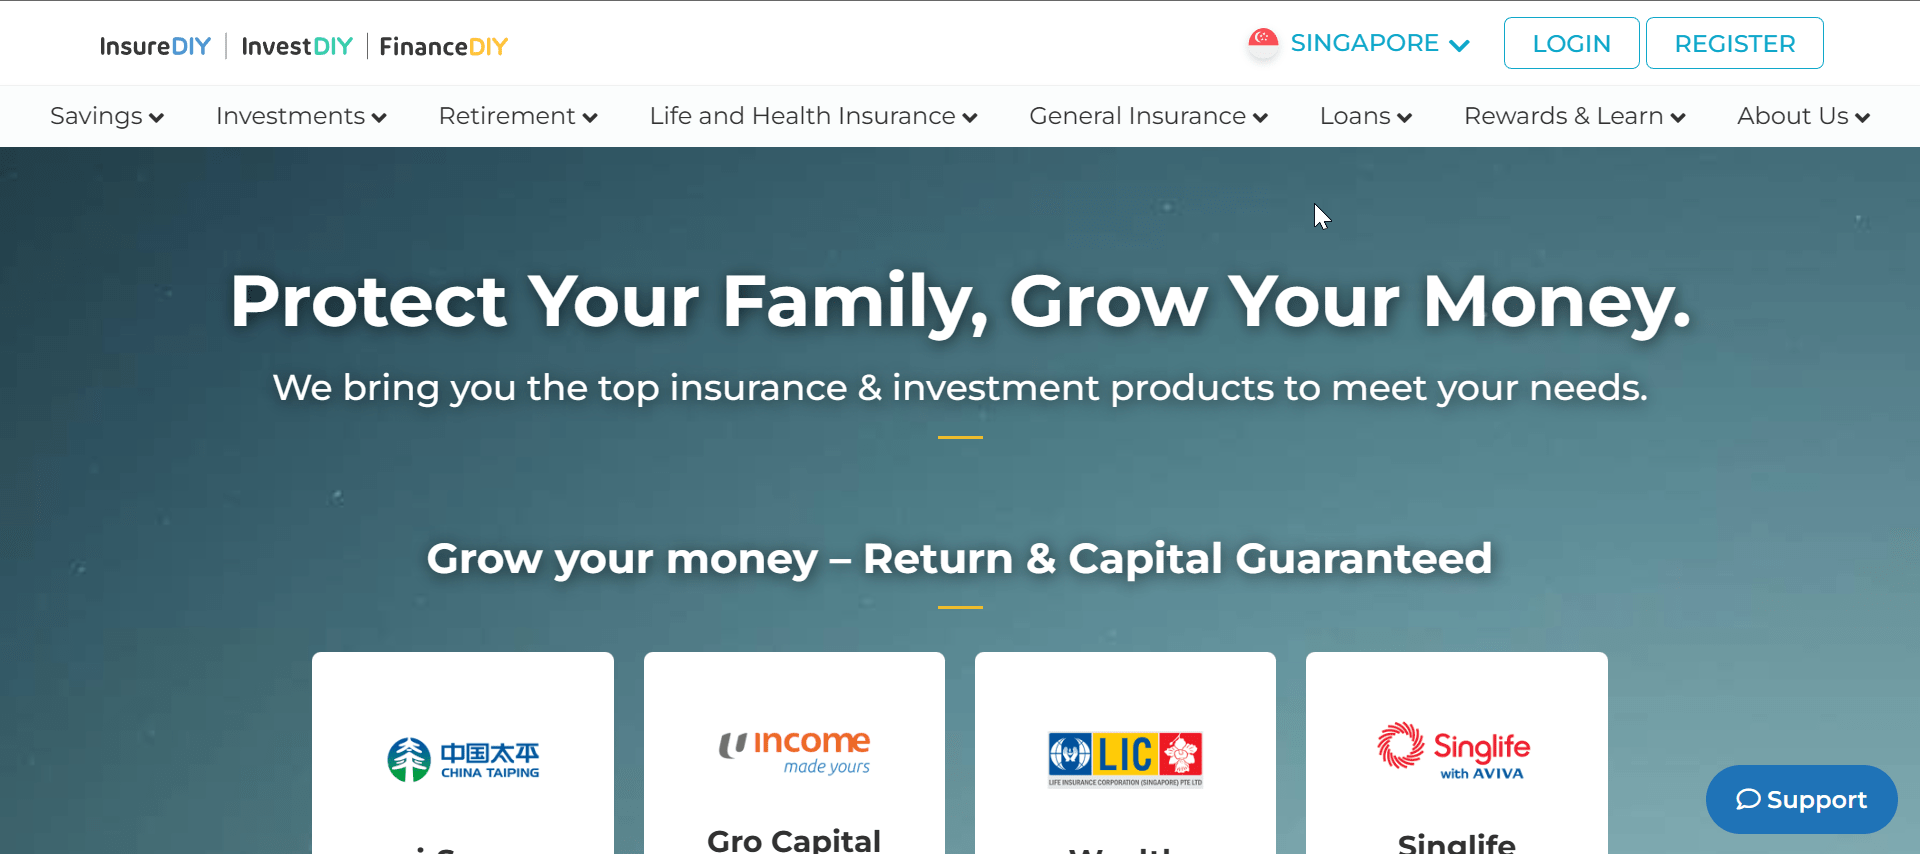 InsureDIY | InvestDIY | FinanceDIY
SINGAPORE
LOGIN
REGISTER
Savings
Investments
Retirement
Life and Health Insurance
General Insurance
Loans
Rewards & Learn
About Us
Protect Your Family, Grow Your Money.
We bring you the top insurance & investment products to meet your needs.
Grow your money – Return & Capital Guaranteed
中国太平
CHINA TAIPING
income
made yours
Gro Capital
LIC
LIFE INSURANCE CORPORATION (SINGAPORE) PTE LTD
Wealth
Singlife
with AVIVA
Singlife
Support